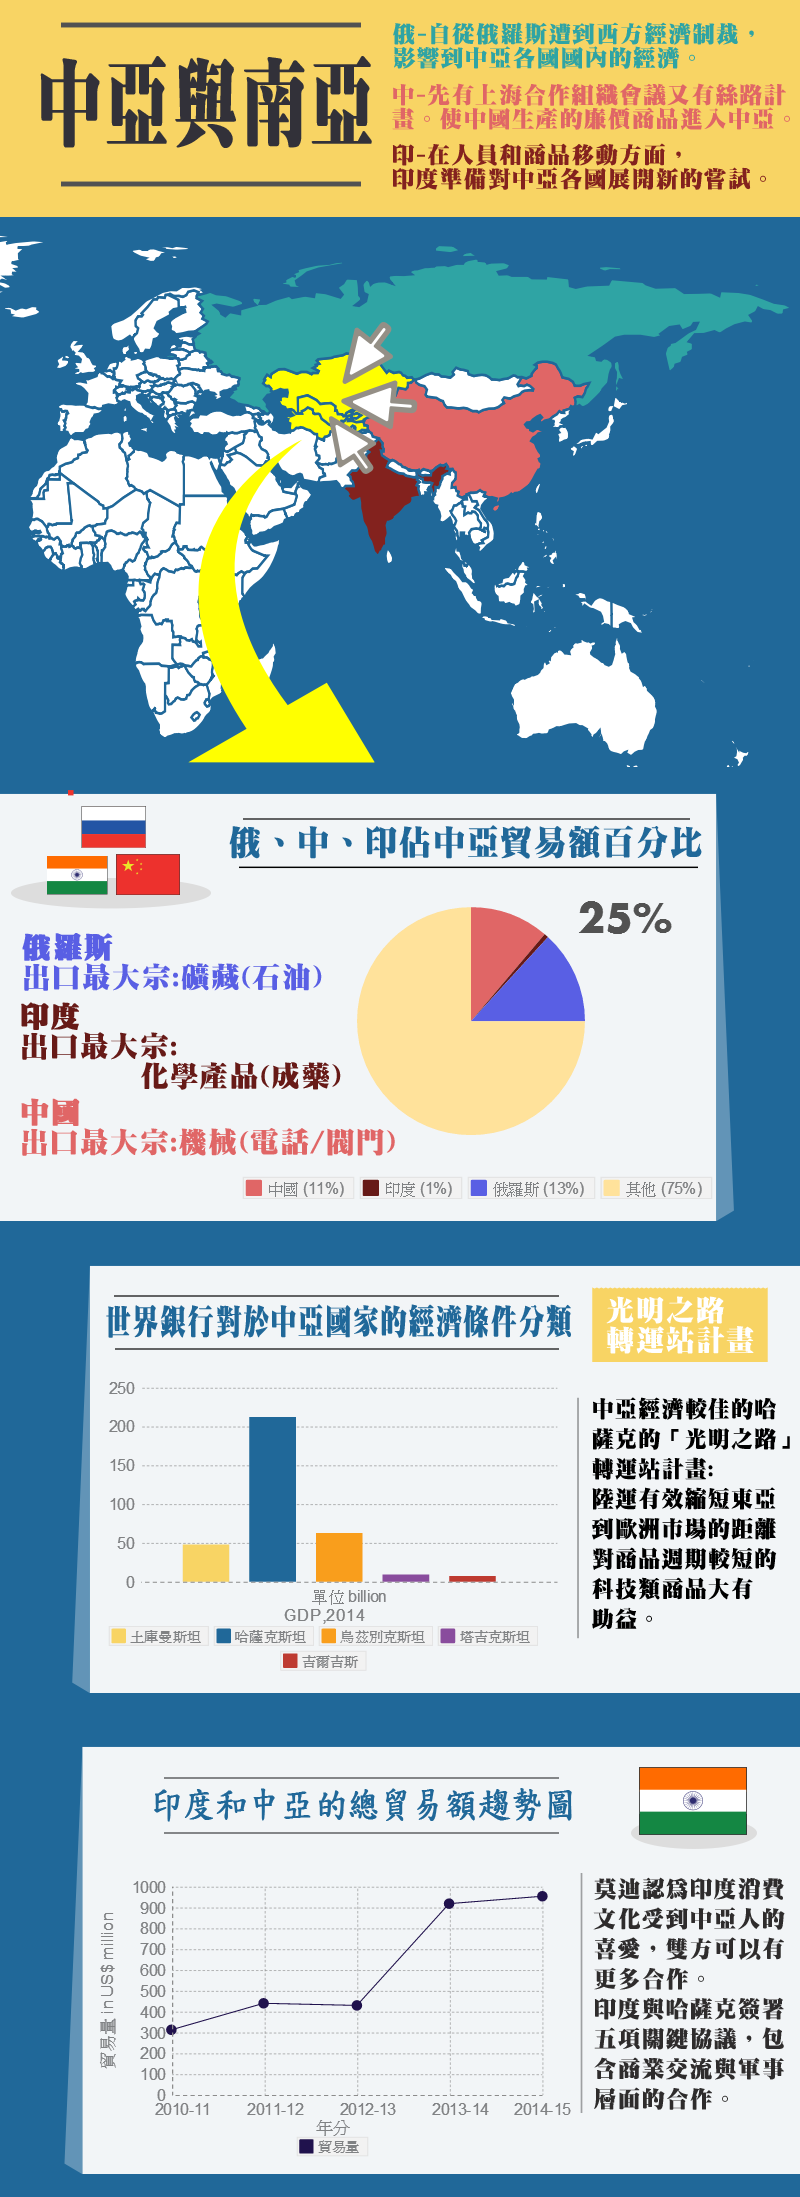 中亞與南亞
俄-自從俄羅斯遭到西方經濟制裁，
影響到中亞各國國內的經濟。
中-先有上海合作組織會議又有絲路計
畫。使中國生產的廉價商品進入中亞。
印-在人員和商品移動方面，
印度準備對中亞各國展開新的嘗試。
俄、中、印佔中亞貿易額百分比
25%
俄羅斯
出口最大宗:礦藏(石油)
印度
出口最大宗:
化學產品(成藥)
中國
出口最大宗:機械(電話/閥門)
中國 (11%)
印度 (1%)
俄羅斯 (13%)
其他 (75%)
世界銀行對於中亞國家的經濟條件分類
250
200
150
100
50
0
單位 billion
GDP,2014
土庫曼斯坦
哈薩克斯坦
烏茲別克斯坦
塔吉克斯坦
吉爾吉斯
光明之路
轉運站計畫
中亞經濟較佳的哈
薩克的「光明之路」
轉運站計畫:
陸運有效縮短東亞
到歐洲市場的距離
對商品週期較短的
科技類商品大有
助益。
印度和中亞的總貿易額趨勢圖
1000
900
800
700
600
500
400
300
200
100
0
貿易量 in US$ million
2010-11
2011-12
2012-13
2013-14
2014-15
年分
貿易量
莫迪認為印度消費
文化受到中亞人的
喜愛，雙方可以有
更多合作。
印度與哈薩克簽署
五項關鍵協議，包
含商業交流與軍事
層面的合作。